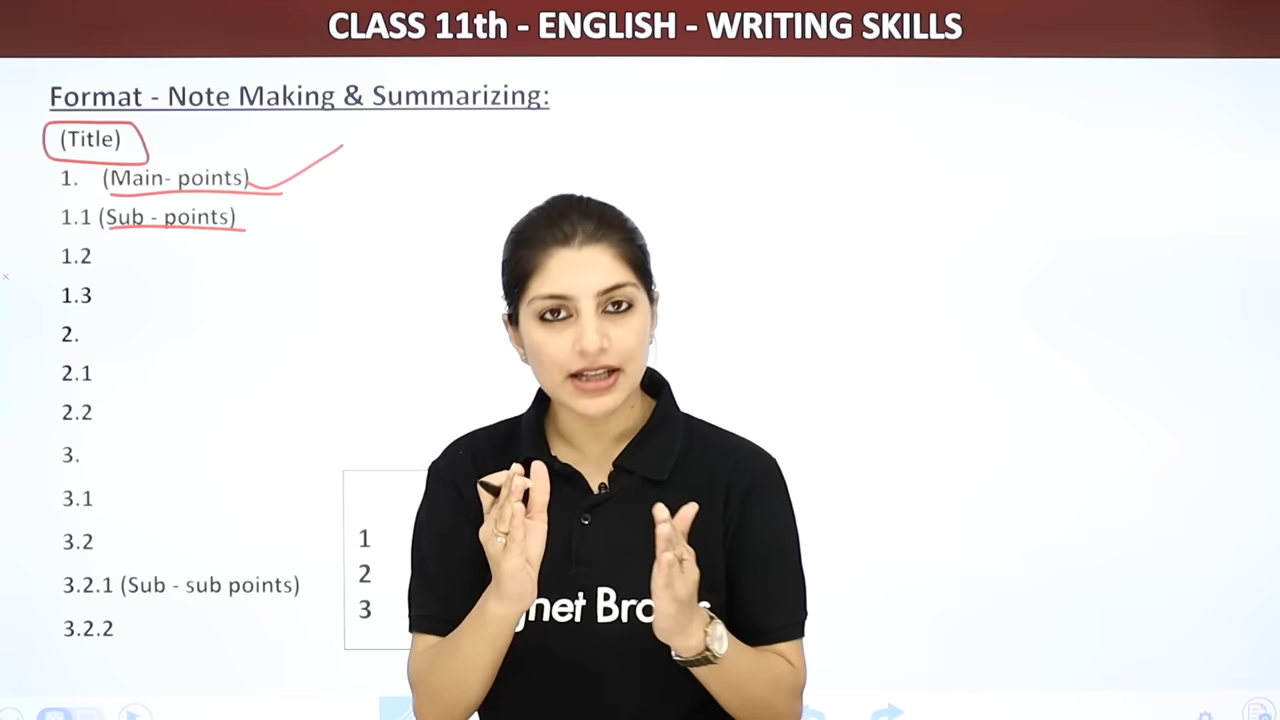 CLASS 11th - ENGLISH - WRITING SKILLS
Format - Note Making & Summarizing:
(Title)
1. (Main- points)
1.1 (Sub - points)
1.2
1.3
2.
2.1
2.2
3.
3.1
3.2
3.2.1 (Sub - sub points)
3.2.2
1
2
3